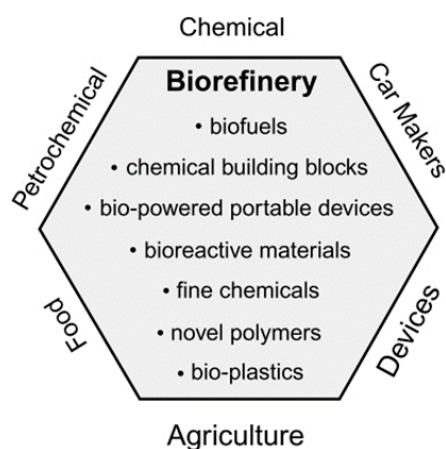 Chemical
Petrochemical
Car Makers
Biorefinery
• biofuels
• chemical building blocks
• bio-powered portable devices
• bioreactive materials
• fine chemicals
• novel polymers
• bio-plastics
Food
Devices
Agriculture